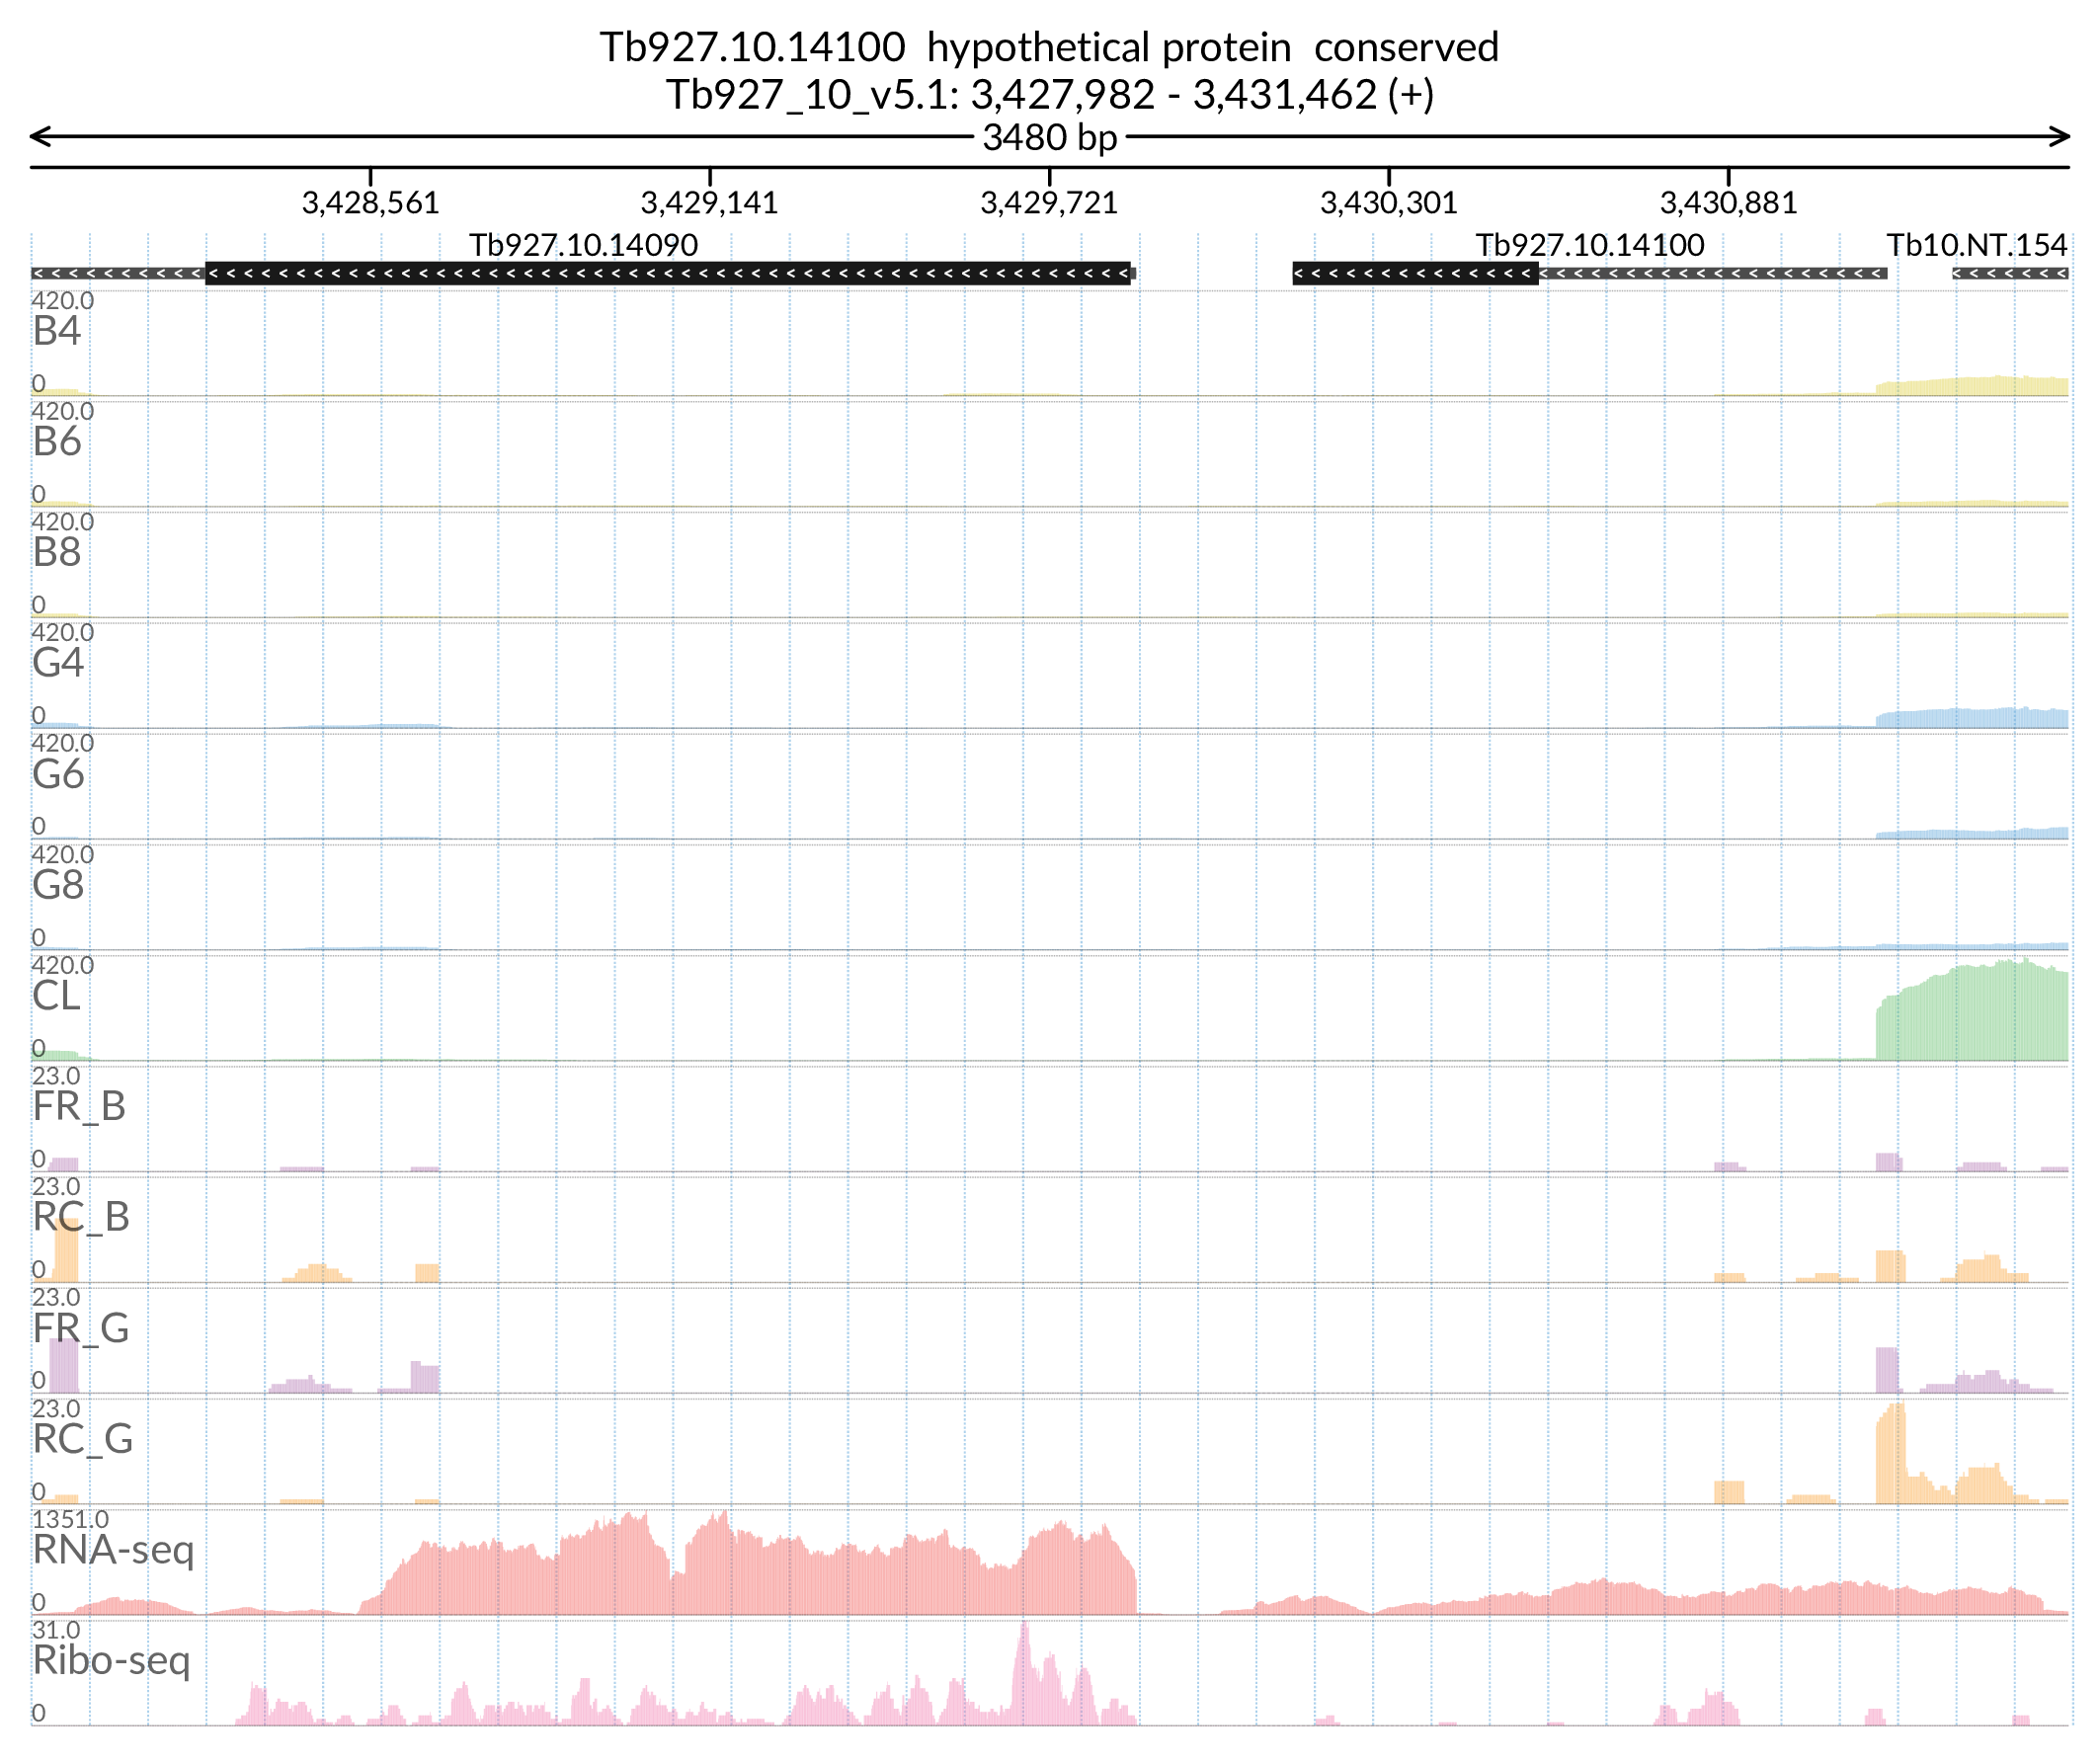 Tb927.10.14100  hypothetical protein  conserved
Tb927_10_v5.1: 3,427,982 - 3,431,462 (+)
3480 bp
3,428,561 3,429,141 3,429,721 3,430,301 3,430,881
Tb927.10.14090 Tb927.10.14100 Tb10.NT.154
420.0
B4
0
420.0
B6
0
420.0
B8
0
420.0
G4
0
420.0
G6
0
420.0
G8
0
420.0
CL
0
23.0
FR_B
0
23.0
RC_B
0
23.0
FR_G
0
23.0
RC_G
0
1351.0
RNA-seq
0
31.0
Ribo-seq
0